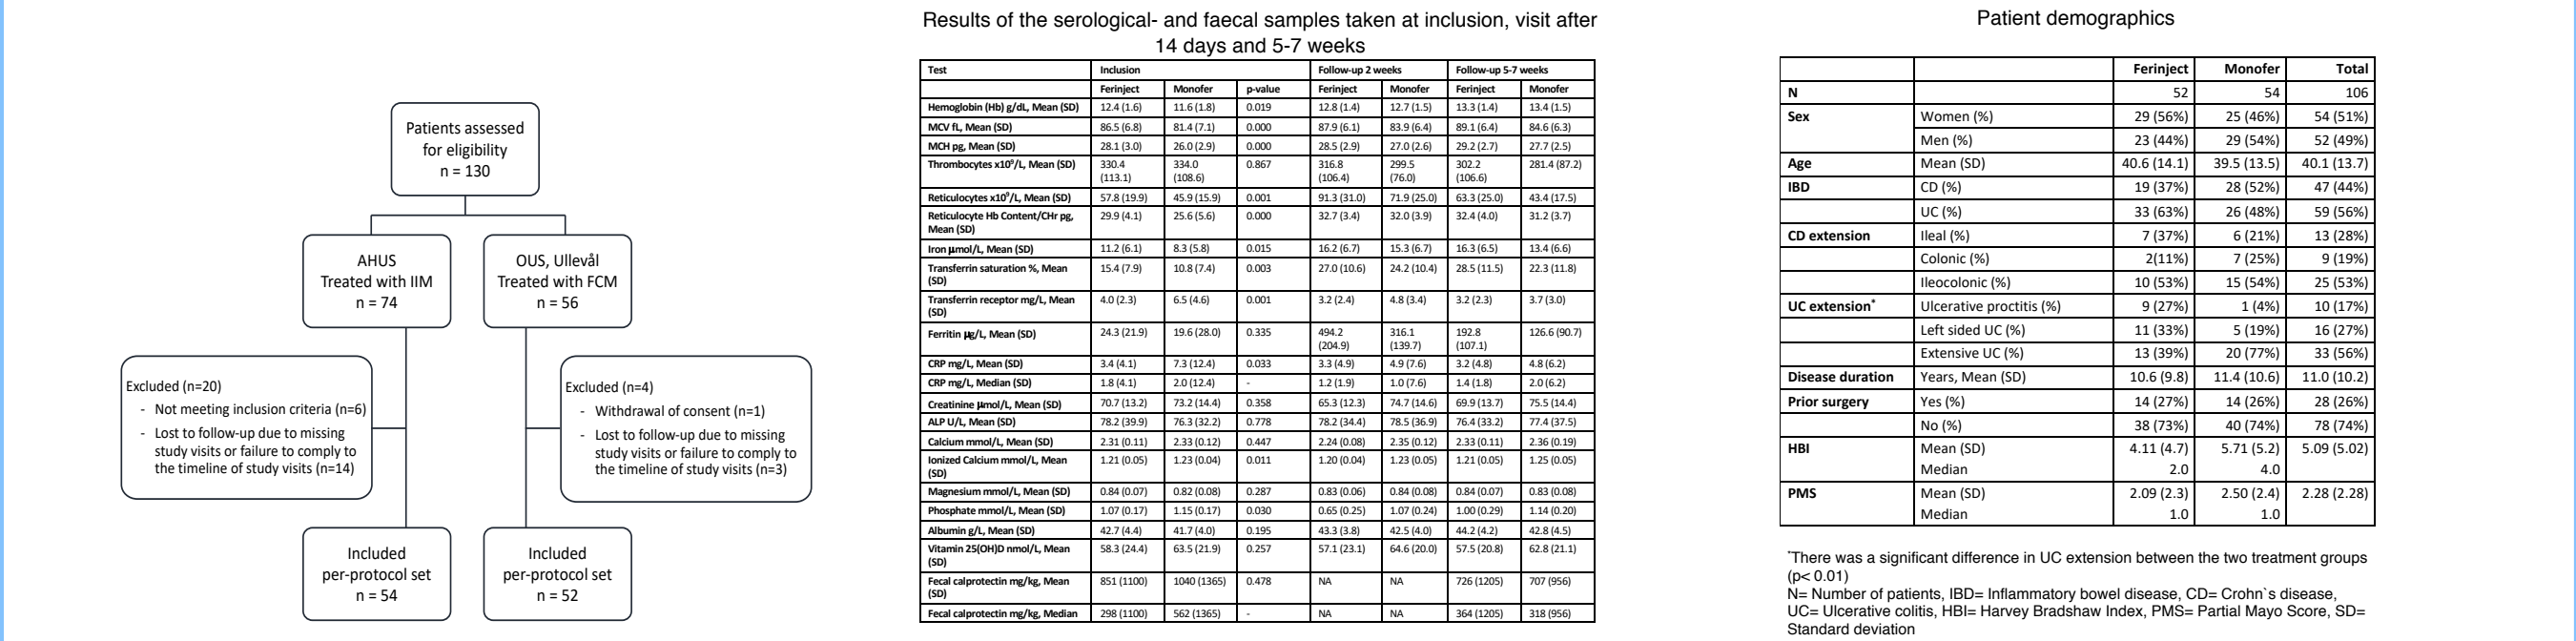 Patients assessed
for eligibility
n = 130
AHUS
Treated with IIM
n = 74
OUS, Ullevål
Treated with FCM
n = 56
Excluded (n=20)
- Not meeting inclusion criteria (n=6)
- Lost to follow-up due to missing
study visits or failure to comply to
the timeline of study visits (n=14)
Excluded (n=4)
- Withdrawal of consent (n=1)
- Lost to follow-up due to missing
study visits or failure to comply to
the timeline of study visits (n=3)
Included
per-protocol set
n = 54
Included
per-protocol set
n = 52
Results of the serological- and faecal samples taken at inclusion, visit after
14 days and 5-7 weeks
Test Inclusion Follow-up 2 weeks Follow-up 5-7 weeks
Ferinject Monofer p-value Ferinject Monofer Ferinject Monofer
Hemoglobin (Hb) g/dL, Mean (SD) 12.4 (1.6) 11.6 (1.8) 0.019 12.8 (1.4) 12.7 (1.5) 13.3 (1.4) 13.4 (1.5)
MCV fL, Mean (SD) 86.5 (6.8) 81.4 (7.1) 0.000 87.9 (6.1) 83.9 (6.4) 89.1 (6.4) 84.6 (6.3)
MCH pg, Mean (SD) 28.1 (3.0) 26.0 (2.9) 0.000 28.5 (2.9) 27.0 (2.6) 29.2 (2.7) 27.7 (2.5)
Thrombocytes x10⁹/L, Mean (SD) 330.4 334.0 0.867 316.8 299.5 302.2 281.4 (87.2)
(113.1) (108.6) (106.4) (76.0) (106.6)
Reticulocytes x10⁹/L, Mean (SD) 57.8 (19.9) 45.9 (15.9) 0.001 91.3 (31.0) 71.9 (25.0) 63.3 (25.0) 43.4 (17.5)
Reticulocyte Hb Content/CHr pg, 29.9 (4.1) 25.6 (5.6) 0.000 32.7 (3.4) 32.0 (3.9) 32.4 (4.0) 31.2 (3.7)
Mean (SD)
Iron µmol/L, Mean (SD) 11.2 (6.1) 8.3 (5.8) 0.015 16.2 (6.7) 15.3 (6.7) 16.3 (6.5) 13.4 (6.6)
Transferrin saturation %, Mean 15.4 (7.9) 10.8 (7.4) 0.003 27.0 (10.6) 24.2 (10.4) 28.5 (11.5) 22.3 (11.8)
(SD)
Transferrin receptor mg/L, Mean 4.0 (2.3) 6.5 (4.6) 0.001 3.2 (2.4) 4.8 (3.4) 3.2 (2.3) 3.7 (3.0)
(SD)
Ferritin µg/L, Mean (SD) 24.3 (21.9) 19.6 (28.0) 0.335 494.2 316.1 192.8 126.6 (90.7)
(204.9) (139.7) (107.1)
CRP mg/L, Mean (SD) 3.4 (4.1) 7.3 (12.4) 0.033 3.3 (4.9) 4.9 (7.6) 3.2 (4.8) 4.8 (6.2)
CRP mg/L, Median (SD) 1.8 (4.1) 2.0 (12.4) - 1.2 (1.9) 1.0 (7.6) 1.4 (1.8) 2.0 (6.2)
Creatinine µmol/L, Mean (SD) 70.7 (13.2) 73.2 (14.4) 0.358 65.3 (12.3) 74.7 (14.6) 69.9 (13.7) 75.5 (14.4)
ALP U/L, Mean (SD) 78.2 (39.9) 76.3 (32.2) 0.778 78.2 (34.4) 78.5 (36.9) 76.4 (33.2) 77.4 (37.5)
Calcium mmol/L, Mean (SD) 2.31 (0.11) 2.33 (0.12) 0.447 2.24 (0.08) 2.35 (0.12) 2.33 (0.11) 2.36 (0.19)
Ionized Calcium mmol/L, Mean 1.21 (0.05) 1.23 (0.04) 0.011 1.20 (0.04) 1.23 (0.05) 1.21 (0.05) 1.25 (0.05)
(SD)
Magnesium mmol/L, Mean (SD) 0.84 (0.07) 0.82 (0.08) 0.287 0.83 (0.06) 0.84 (0.08) 0.84 (0.07) 0.83 (0.08)
Phosphate mmol/L, Mean (SD) 1.07 (0.17) 1.15 (0.17) 0.030 0.65 (0.25) 1.07 (0.24) 1.00 (0.29) 1.14 (0.20)
Albumin g/L, Mean (SD) 42.7 (4.4) 41.7 (4.0) 0.195 43.3 (3.8) 42.5 (4.0) 44.2 (4.2) 42.8 (4.5)
Vitamin 25(OH)D nmol/L, Mean 58.3 (24.4) 63.5 (21.9) 0.257 57.1 (23.1) 64.6 (20.0) 57.5 (20.8) 62.8 (21.1)
(SD)
Fecal calprotectin mg/kg, Mean 851 (1100) 1040 (1365) 0.478 NA NA 726 (1205) 707 (956)
(SD)
Fecal calprotectin mg/kg, Median 298 (1100) 562 (1365) - NA NA 364 (1205) 318 (956)
Patient demographics
Ferinject Monofer Total
N 52 54 106
Sex Women (%) 29 (56%) 25 (46%) 54 (51%)
Men (%) 23 (44%) 29 (54%) 52 (49%)
Age Mean (SD) 40.6 (14.1) 39.5 (13.5) 40.1 (13.7)
IBD CD (%) 19 (37%) 28 (52%) 47 (44%)
UC (%) 33 (63%) 26 (48%) 59 (56%)
CD extension Ileal (%) 7 (37%) 6 (21%) 13 (28%)
Colonic (%) 2(11%) 7 (25%) 9 (19%)
Ileocolonic (%) 10 (53%) 15 (54%) 25 (53%)
UC extension* Ulcerative proctitis (%) 9 (27%) 1 (4%) 10 (17%)
Left sided UC (%) 11 (33%) 5 (19%) 16 (27%)
Extensive UC (%) 13 (39%) 20 (77%) 33 (56%)
Disease duration Years, Mean (SD) 10.6 (9.8) 11.4 (10.6) 11.0 (10.2)
Prior surgery Yes (%) 14 (27%) 14 (26%) 28 (26%)
No (%) 38 (73%) 40 (74%) 78 (74%)
HBI Mean (SD) 4.11 (4.7) 5.71 (5.2) 5.09 (5.02)
Median 2.0 4.0
PMS Mean (SD) 2.09 (2.3) 2.50 (2.4) 2.28 (2.28)
Median 1.0 1.0
*There was a significant difference in UC extension between the two treatment groups
(p< 0.01)
N= Number of patients, IBD= Inflammatory bowel disease, CD= Crohn`s disease,
UC= Ulcerative colitis, HBI= Harvey Bradshaw Index, PMS= Partial Mayo Score, SD=
Standard deviation